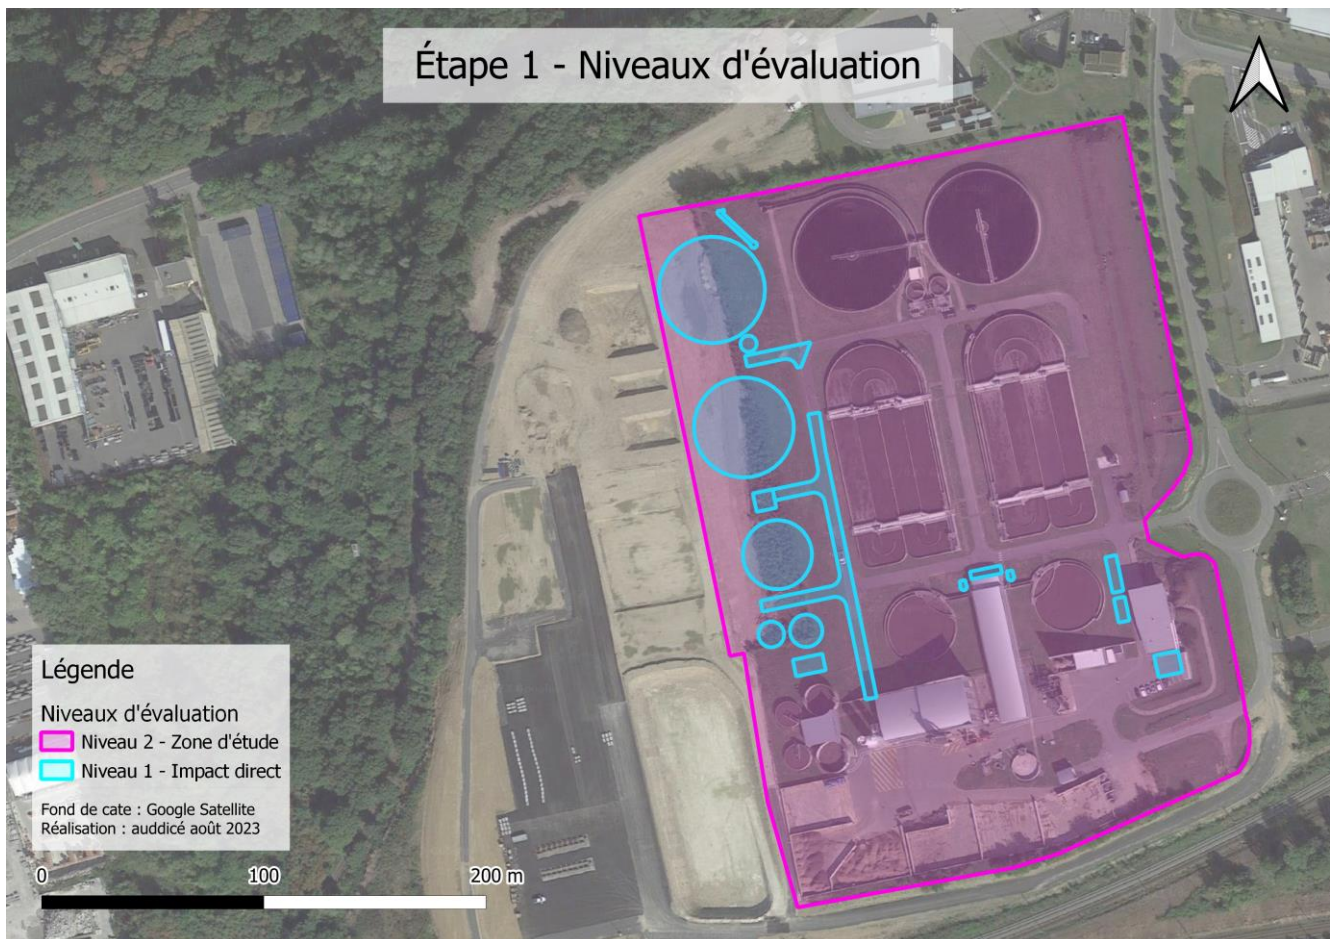 Étape 1 - Niveaux d'évaluation
Légende
Niveaux d'évaluation
Niveau 2 - Zone d'étude
Niveau 1 - Impact direct
Fond de cate : Google Satellite
Réalisation : auddicé août 2023
0 100 200 m